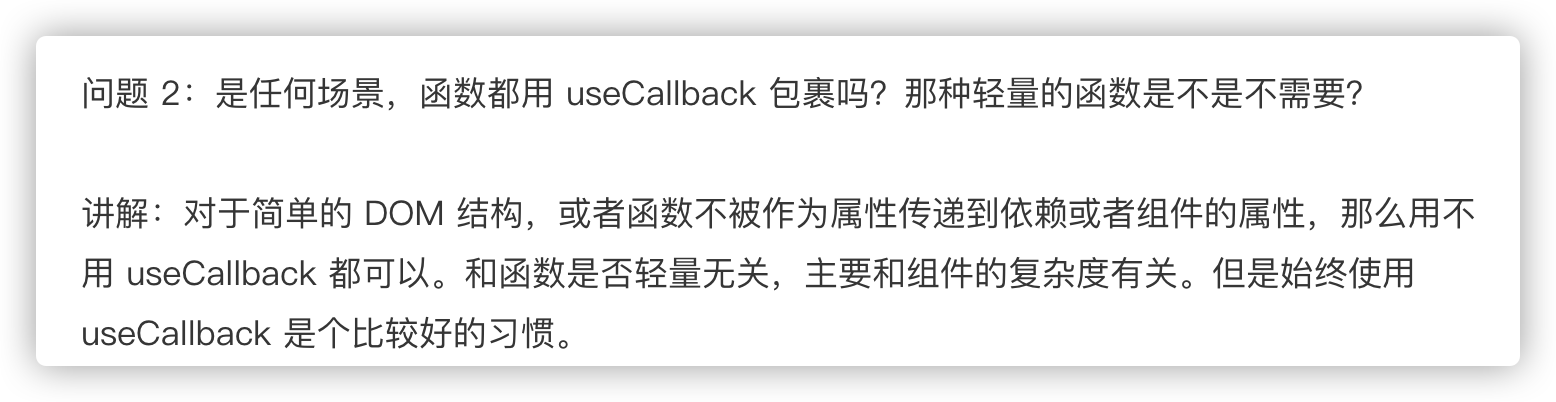 问题 2：是任何场景，函数都用 useCallback 包裹吗？那种轻量的函数是不是不需要？
讲解：对于简单的 DOM 结构，或者函数不被作为属性传递到依赖或者组件的属性，那么用不
用 useCallback 都可以。和函数是否轻量无关，主要和组件的复杂度有关。但是始终使用
useCallback 是个比较好的习惯。